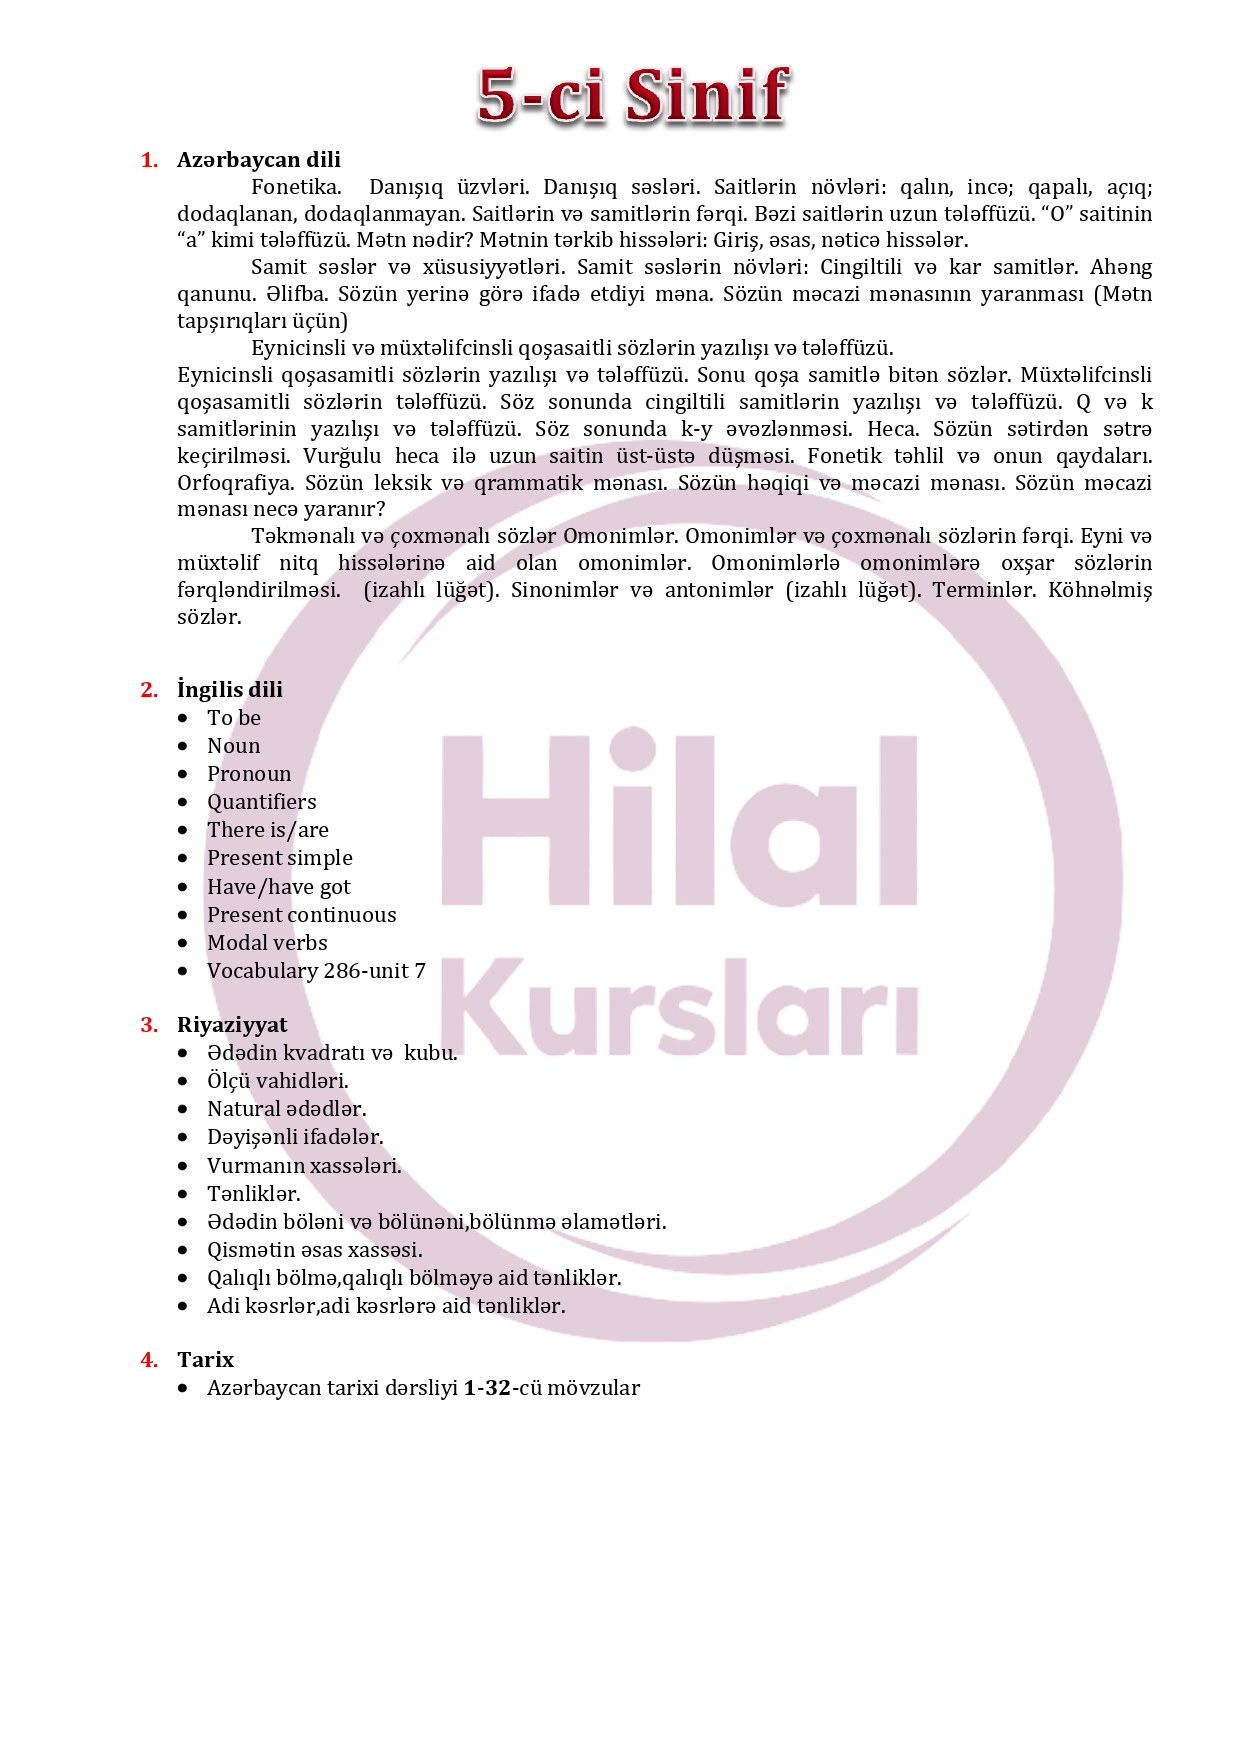 5-ci Sinif
1. Azərbaycan dili
Fonetika. Danışıq üzvləri. Danışıq səsləri. Saitlərin növləri: qalın, incə; qapalı, açıq;
dodaqlanan, dodaqlanmayan. Saitlərin və samitlərin fərqi. Bəzi saitlərin uzun tələffüzü. “O” saitinin
“a” kimi tələffüzü. Mətn nədir? Mətnin tərkib hissələri: Giriş, əsas, nəticə hissələr.
Samit səslər və xüsusiyyətləri. Samit səslərin növləri: Cingiltili və kar samitlər. Ahəng
qanunu. Əlifba. Sözün yerinə görə ifadə etdiyi məna. Sözün məcazi mənasının yaranması (Mətn
tapşırıqları üçün)
Eynicinsli və müxtəlifcinsli qoşasaitli sözlərin yazılışı və tələffüzü.
Eynicinsli qoşasamitli sözlərin yazılışı və tələffüzü. Sonu qoşa samitlə bitən sözlər. Müxtəlifcinsli
qoşasamitli sözlərin tələffüzü. Söz sonunda cingiltili samitlərin yazılışı və tələffüzü. Q və k
samitlərinin yazılışı və tələffüzü. Söz sonunda k-y əvəzlənməsi. Heca. Sözün sətirdən sətrə
keçirilməsi. Vurğulu heca ilə uzun saitin üst-üstə düşməsi. Fonetik təhlil və onun qaydaları.
Orfoqrafiya. Sözün leksik və qrammatik mənası. Sözün həqiqi və məcazi mənası. Sözün məcazi
mənası necə yaranır?
Təkmənalı və çoxmənalı sözlər Omonimlər. Omonimlər və çoxmənalı sözlərin fərqi. Eyni və
müxtəlif nitq hissələrinə aid olan omonimlər. Omonimlərlə omonimlərə oxşar sözlərin
fərqləndirilməsi. (izahlı lüğət). Sinonimlər və antonimlər (izahlı lüğət). Terminlər. Köhnəlmiş
sözlər.
2. İngilis dili
• To be
• Noun
• Pronoun
• Quantifiers
• There is/are
• Present simple
• Have/have got
• Present continuous
• Modal verbs
• Vocabulary 286-unit 7
Hilal
Kursları
3. Riyaziyyat
• Ədədin kvadratı və kubu.
• Ölçü vahidləri.
• Natural ədədlər.
• Dəyişənli ifadələr.
• Vurmanın xassələri.
• Tənliklər.
• Ədədin böləni və bölünəni,bölünmə əlamətləri.
• Qismətin əsas xassəsi.
• Qalıqlı bölmə,qalıqlı bölməyə aid tənliklər.
• Adi kəsrlər,adi kəsrlərə aid tənliklər.
4. Tarix
• Azərbaycan tarixi dərsliyi 1-32-cü mövzular